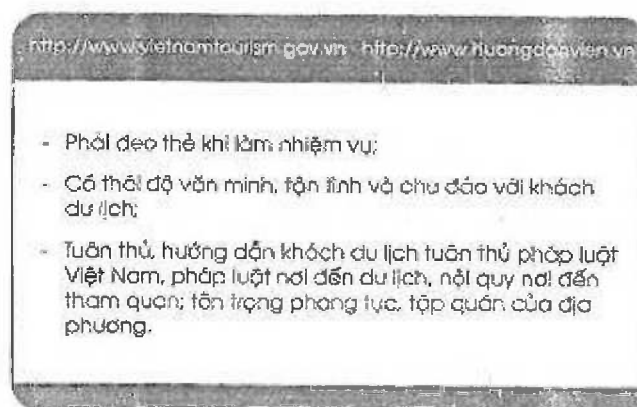 http://www.vietnamtourism.gov.vn http://www.huongdanvien.vn
- Phải đeo thẻ khi làm nhiệm vụ;
- Có thái độ văn minh, tận tình và chu đáo với khách
du lịch;
- Tuân thủ, hướng dẫn khách du lịch tuân thủ pháp luật
Việt Nam, pháp luật nơi đến du lịch, nội quy nơi đến
tham quan; tôn trọng phong tục, tập quán của địa
phương.